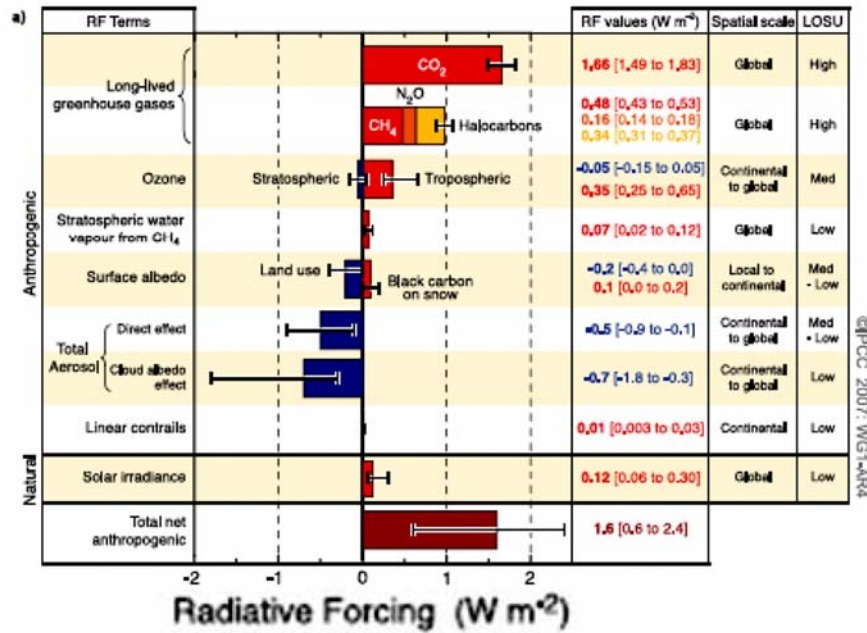 a)
RF Terms
RF values (W m⁻²) Spatial scale LOSU
Anthropogenic
Natural
Long-lived
greenhouse gases
CO₂
1.66 [1.49 to 1.83] Global High
N₂O
CH₄ Halocarbons
0.48 [0.43 to 0.53]
0.16 [0.14 to 0.18]
0.34 [0.31 to 0.37]
Global High
Ozone Stratospheric Tropospheric
-0.05 [-0.15 to 0.05]
0.35 [0.25 to 0.65]
Continental
to global
Med
Stratospheric water
vapour from CH₄
0.07 [0.02 to 0.12] Global Low
Surface albedo Land use
Black carbon
on snow
-0.2 [-0.4 to 0.0]
0.1 [0.0 to 0.2]
Local to
continental
Med
- Low
Total
Aerosol
Direct effect
-0.5 [-0.9 to -0.1]
Continental
to global
Med
- Low
Cloud albedo
effect
-0.7 [-1.8 to -0.3]
Continental
to global
Low
Linear contrails 0.01 [0.003 to 0.03] Continental Low
Solar irradiance 0.12 [0.06 to 0.30] Global Low
Total net
anthropogenic
1.6 [0.6 to 2.4]
-2 -1 0 1 2
Radiative Forcing (W m⁻²)
@IPCC 2007: WG1-AR4